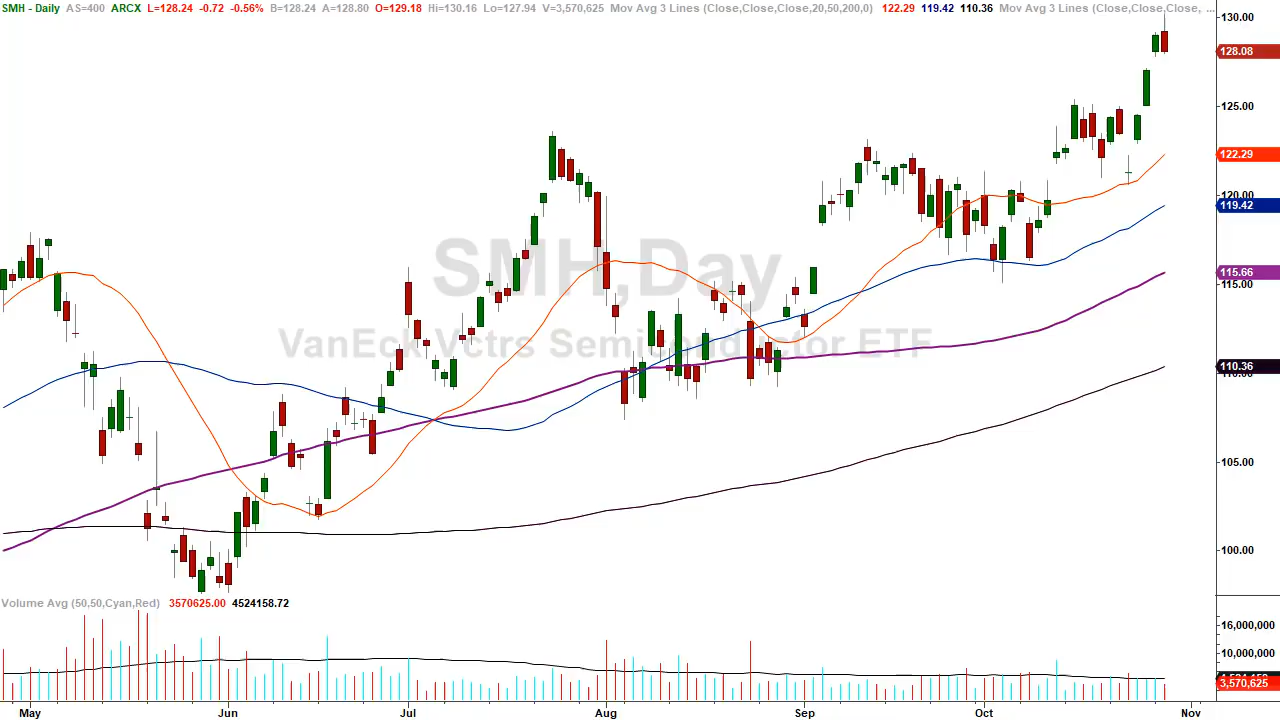 SMH - Daily AS=400 ARCX L=128.24 -0.72 -0.56% B=128.24 A=128.80 O=129.18 Hi=130.16 Lo=127.94 V=3,570,625 Mov Avg 3 Lines (Close,Close,Close,20,50,200,0) 122.29 119.42 110.36 Mov Avg 3 Lines (Close,Close,Close, ...
130.00
128.08
125.00
122.29
120.00
119.42
SMH,Day
115.66
115.00
VanEck Vctrs Semiconductor ETF
110.36
105.00
100.00
Volume Avg (50,50,Cyan,Red) 3570625.00 4524158.72
16,000,000
10,000,000
3,570,625
May Jun Jul Aug Sep Oct Nov